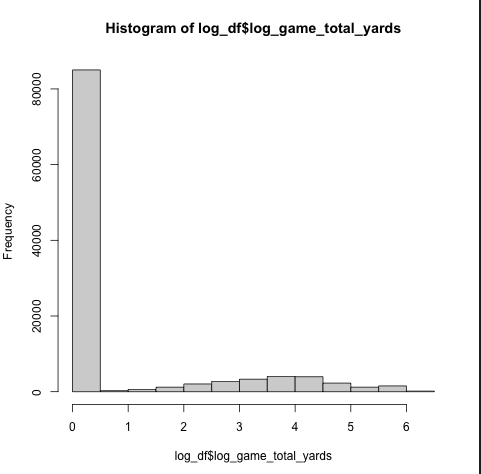 Histogram of log_df$log_game_total_yards
80000
60000
40000
20000
0
Frequency
0 1 2 3 4 5 6
log_df$log_game_total_yards